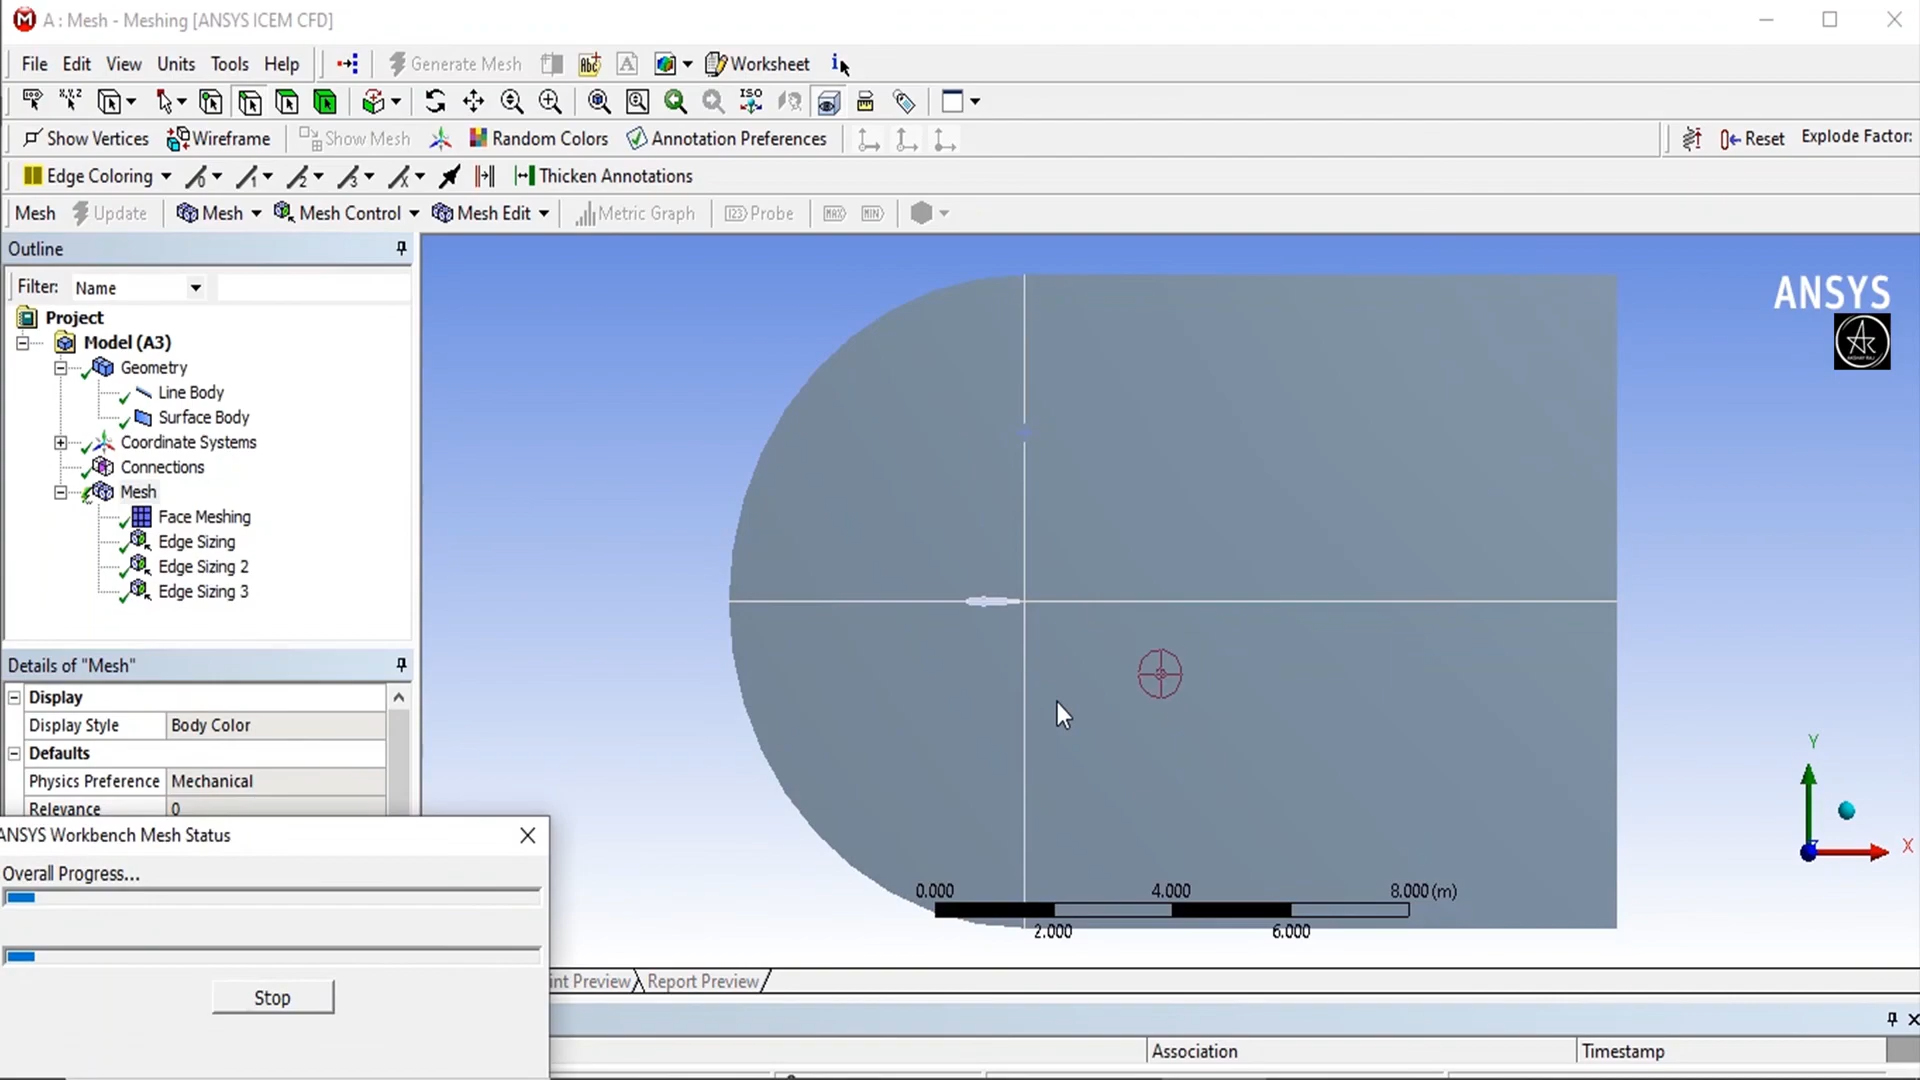 A : Mesh - Meshing [ANSYS ICEM CFD]
File Edit View Units Tools Help Generate Mesh Worksheet
ISO
Show Vertices Wireframe Show Mesh Random Colors Annotation Preferences Reset Explode Factor:
Edge Coloring Thicken Annotations
Mesh Update Mesh Mesh Control Mesh Edit Metric Graph Probe MAX MIN
Outline
Filter: Name
Project
Model (A3)
Geometry
Line Body
Surface Body
Coordinate Systems
Connections
Mesh
Face Meshing
Edge Sizing
Edge Sizing 2
Edge Sizing 3
Details of "Mesh"
Display
Display Style Body Color
Defaults
Physics Preference Mechanical
Relevance 0
ANSYS Workbench Mesh Status
Overall Progress...
Stop
ANSYS
Y
X
0.000 4.000 8.000 (m)
2.000 6.000
int Preview Report Preview
Association Timestamp